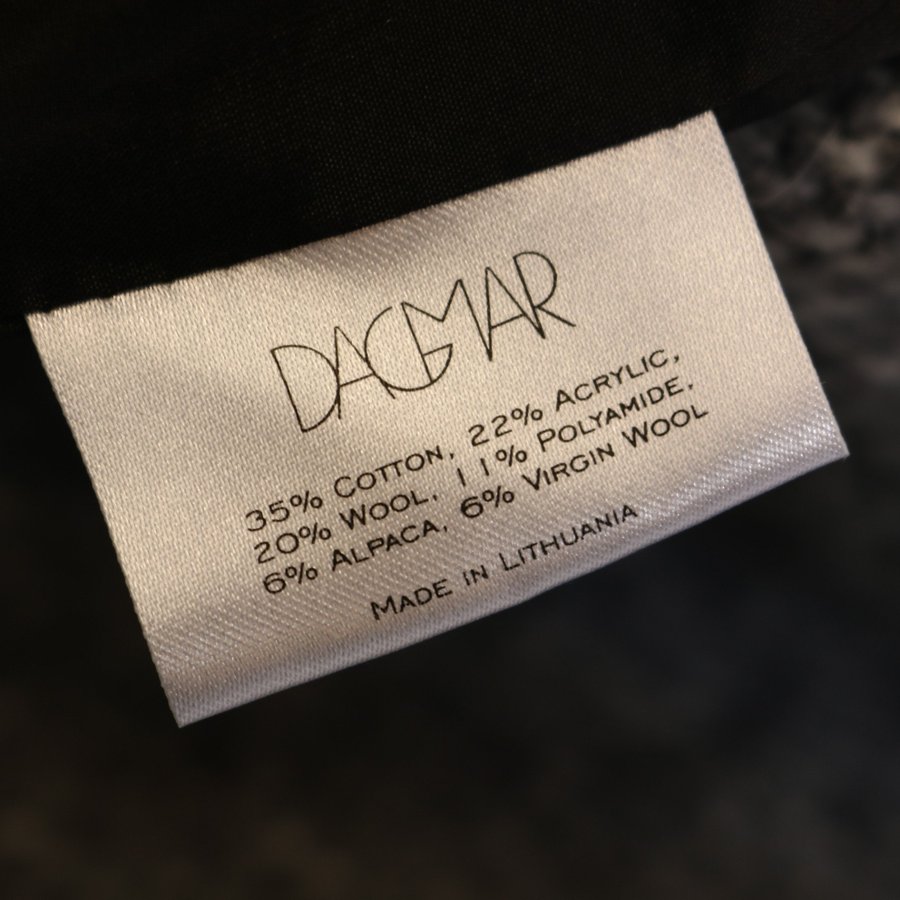 DAGMAR
35% COTTON, 22% ACRYLIC,
20% WOOL, 11% POLYAMIDE,
6% ALPACA, 6% VIRGIN WOOL
MADE IN LITHUANIA